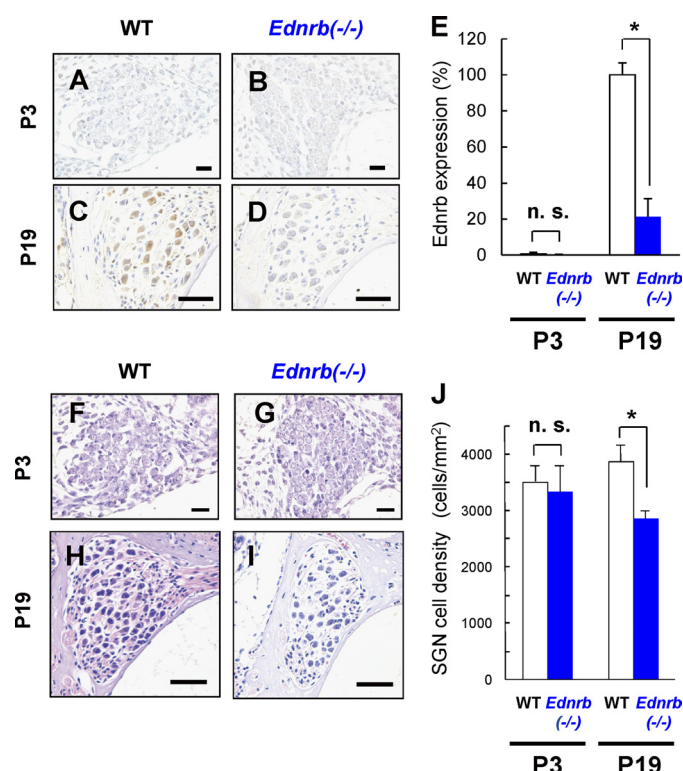 WT
Ednrb(-/-)
P3
A
B
P19
C
D
E
Ednrb expression (%)
120
100
80
60
40
20
0
n. s.
*
WT Ednrb (-/-)
WT Ednrb (-/-)
P3
P19
WT
Ednrb(-/-)
P3
F
G
P19
H
I
J
SGN cell density (cells/mm²)
4000
3000
2000
1000
0
n. s.
*
WT Ednrb (-/-)
WT Ednrb (-/-)
P3
P19